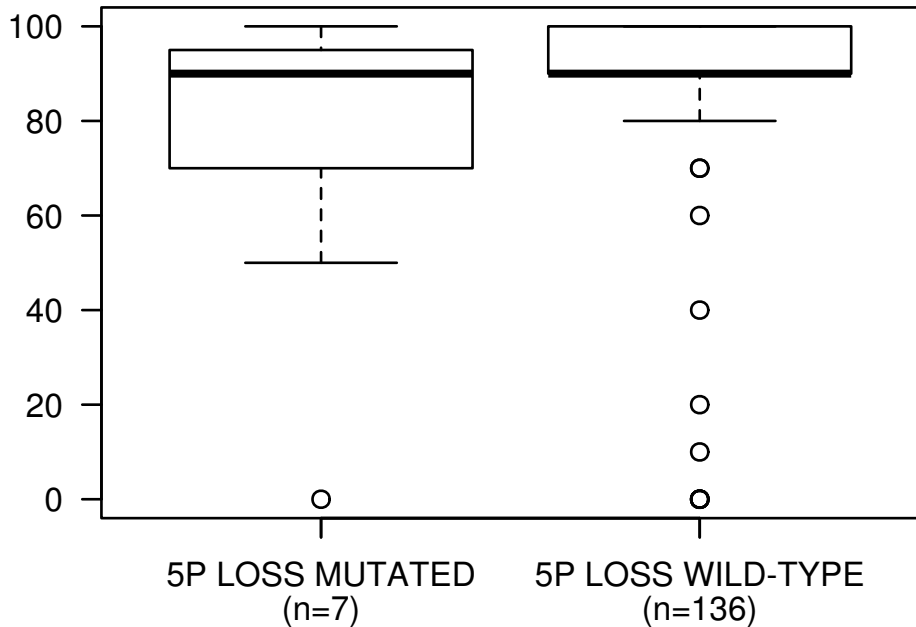 100
80
60
40
20
0
5P LOSS MUTATED
(n=7)
5P LOSS WILD-TYPE
(n=136)